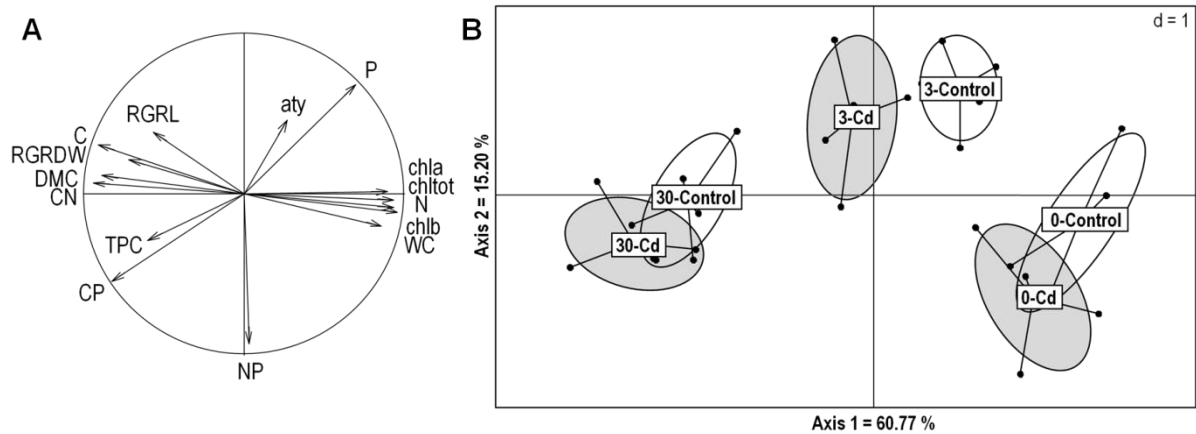 A
P
RGRL
aty
C
RGRDW
DMC
CN
chla
chltot
N
chlb
WC
TPC
CP
NP
B
d = 1
3-Control
3-Cd
30-Control
0-Control
30-Cd
0-Cd
Axis 2 = 15.20 %
Axis 1 = 60.77 %